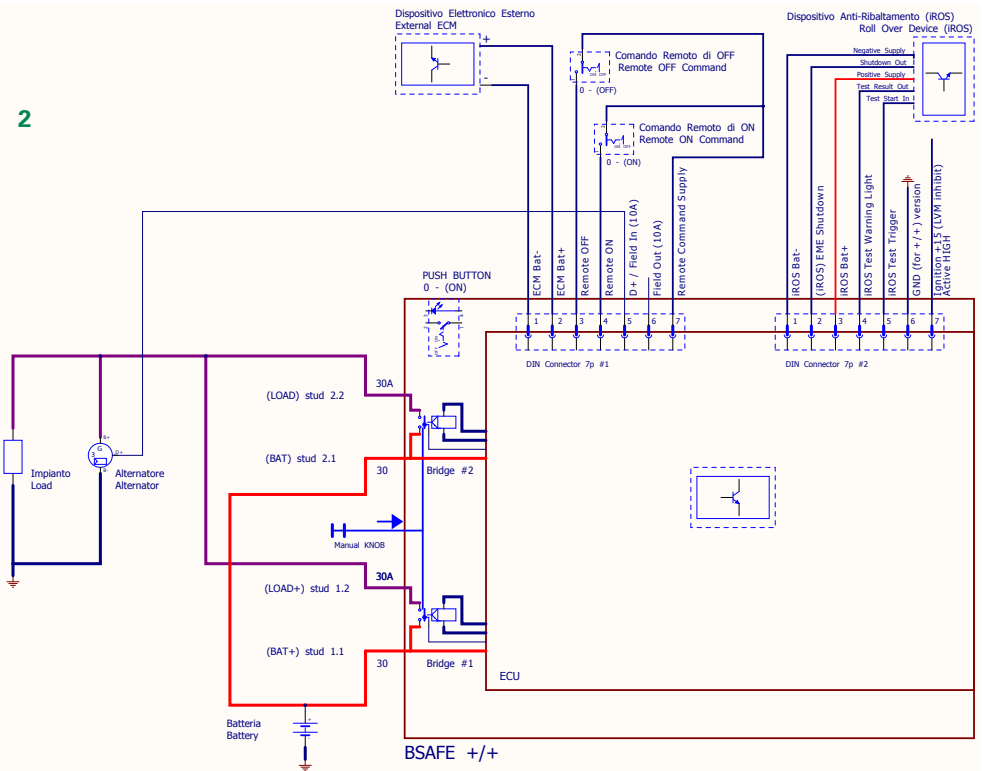 Dispositivo Elettronico Esterno
External ECM
+
-
Comando Remoto di OFF
Remote OFF Command
0 - (OFF)
Comando Remoto di ON
Remote ON Command
0 - (ON)
Dispositivo Anti-Ribaltamento (iROS)
Roll Over Device (iROS)
Negative Supply
Shutdown Out
Positive Supply
Test Result Out
Test Start In
2
ECM Bat-
ECM Bat+
Remote OFF
Remote ON
D+ / Field In (10A)
Field Out (10A)
Remote Command Supply
iROS Bat-
(iROS) EME Shutdown
iROS Bat+
iROS Test Warning Light
iROS Test Trigger
GND (for +/+) version
Ignition +15 (LVM inhibit)
Active HIGH
PUSH BUTTON
0 - (ON)
1 2 3 4 5 6 7
DIN Connector 7p #1
1 2 3 4 5 6 7
DIN Connector 7p #2
30A
(LOAD) stud 2.2
(BAT) stud 2.1
30
Bridge #2
Impianto
Load
B+
G
3
D+
B-
Alternatore
Alternator
Manual KNOB
30A
(LOAD+) stud 1.2
(BAT+) stud 1.1
30
Bridge #1
ECU
Batteria
Battery
+
-
BSAFE +/+